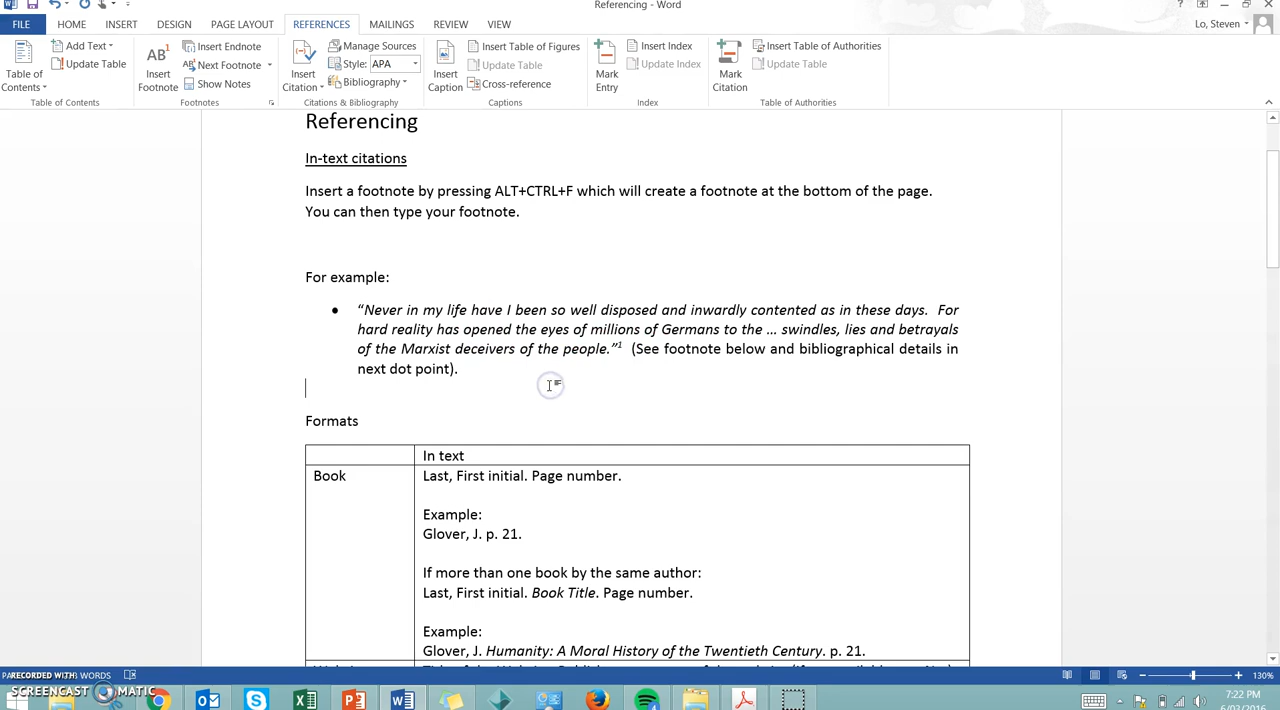 Referencing - Word
FILE HOME INSERT DESIGN PAGE LAYOUT REFERENCES MAILINGS REVIEW VIEW
Lo, Steven
Table of Contents
Add Text
Update Table
Table of Contents
AB1 Insert Footnote
Insert Endnote
Next Footnote
Show Notes
Footnotes
Insert Citation
Manage Sources
Style: APA
Bibliography
Citations & Bibliography
Insert Caption
Insert Table of Figures
Update Table
Cross-reference
Captions
Mark Entry
Insert Index
Update Index
Index
Mark Citation
Insert Table of Authorities
Update Table
Table of Authorities
Referencing
In-text citations
Insert a footnote by pressing ALT+CTRL+F which will create a footnote at the bottom of the page.
You can then type your footnote.
For example:
• “Never in my life have I been so well disposed and inwardly contented as in these days. For
hard reality has opened the eyes of millions of Germans to the … swindles, lies and betrayals
of the Marxist deceivers of the people.”1 (See footnote below and bibliographical details in
next dot point).
Formats
In text
Book
Last, First initial. Page number.
Example:
Glover, J. p. 21.
If more than one book by the same author:
Last, First initial. Book Title. Page number.
Example:
Glover, J. Humanity: A Moral History of the Twentieth Century. p. 21.
RECORDED WITH
WORDS
130%
SCREENCAST MATIC
7:22 PM